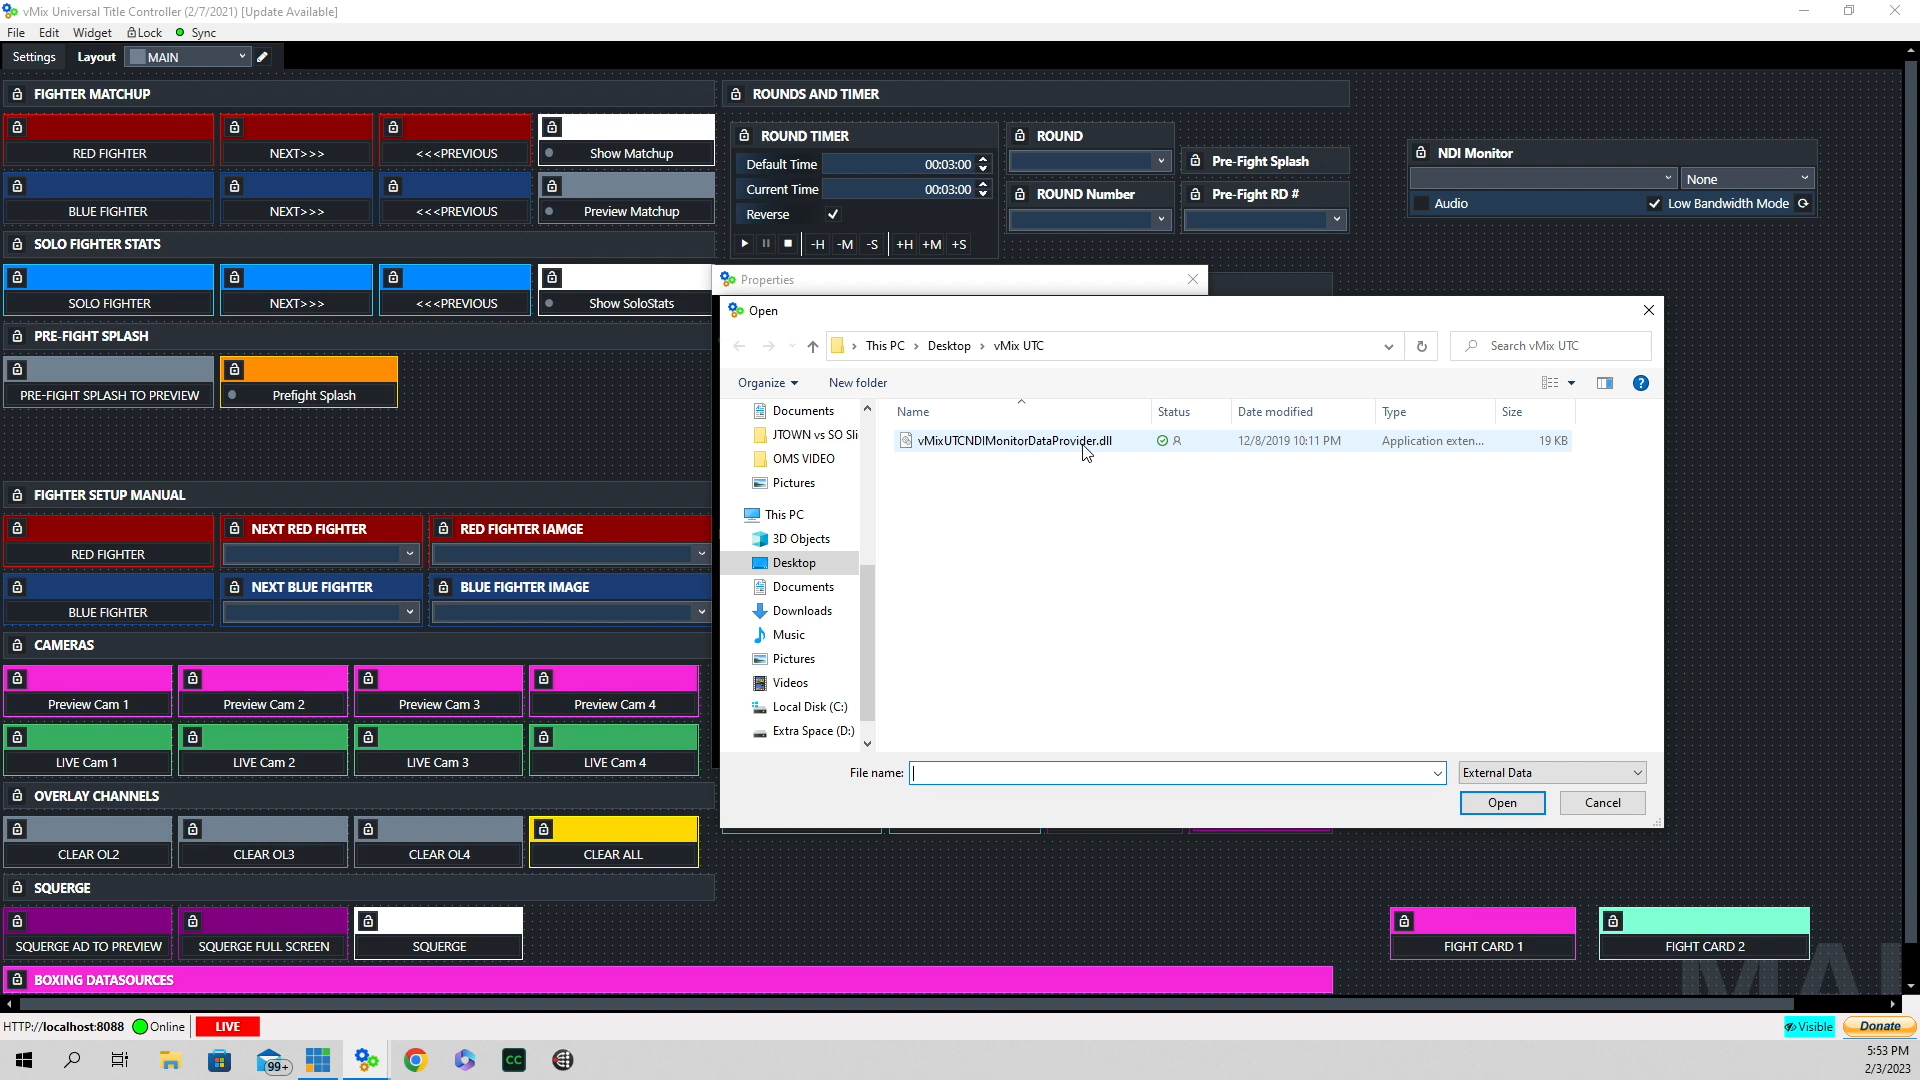 vMix Universal Title Controller (2/7/2021) [Update Available]
File Edit Widget Lock Sync
Settings Layout MAIN
FIGHTER MATCHUP
RED FIGHTER NEXT>>> <<<PREVIOUS Show Matchup
BLUE FIGHTER NEXT>>> <<<PREVIOUS Preview Matchup
SOLO FIGHTER STATS
SOLO FIGHTER NEXT>>> <<<PREVIOUS Show SoloStats
PRE-FIGHT SPLASH
PRE-FIGHT SPLASH TO PREVIEW Prefight Splash
FIGHTER SETUP MANUAL
RED FIGHTER NEXT RED FIGHTER RED FIGHTER IAMGE
BLUE FIGHTER NEXT BLUE FIGHTER BLUE FIGHTER IMAGE
CAMERAS
Preview Cam 1 Preview Cam 2 Preview Cam 3 Preview Cam 4
LIVE Cam 1 LIVE Cam 2 LIVE Cam 3 LIVE Cam 4
OVERLAY CHANNELS
CLEAR OL2 CLEAR OL3 CLEAR OL4 CLEAR ALL
SQUERGE
SQUERGE AD TO PREVIEW SQUERGE FULL SCREEN SQUERGE
BOXING DATASOURCES
ROUNDS AND TIMER
ROUND TIMER
Default Time 00:03:00
Current Time 00:03:00
Reverse
-H -M -S +H +M +S
ROUND
ROUND Number
Pre-Fight Splash
Pre-Fight RD #
NDI Monitor
None
Audio Low Bandwidth Mode
Properties
Open
This PC Desktop vMix UTC
Search vMix UTC
Organize New folder
Documents
JTOWN vs SO Sli
OMS VIDEO
Pictures
This PC
3D Objects
Desktop
Documents
Downloads
Music
Pictures
Videos
Local Disk (C:)
Extra Space (D:)
Name Status Date modified Type Size
vMixUTCNDIMonitorDataProvider.dll 12/8/2019 10:11 PM Application exten... 19 KB
File name: External Data
Open Cancel
FIGHT CARD 1 FIGHT CARD 2
MAI
HTTP://localhost:8088 Online LIVE
Visible Donate
99+
CC
5:53 PM
2/3/2023